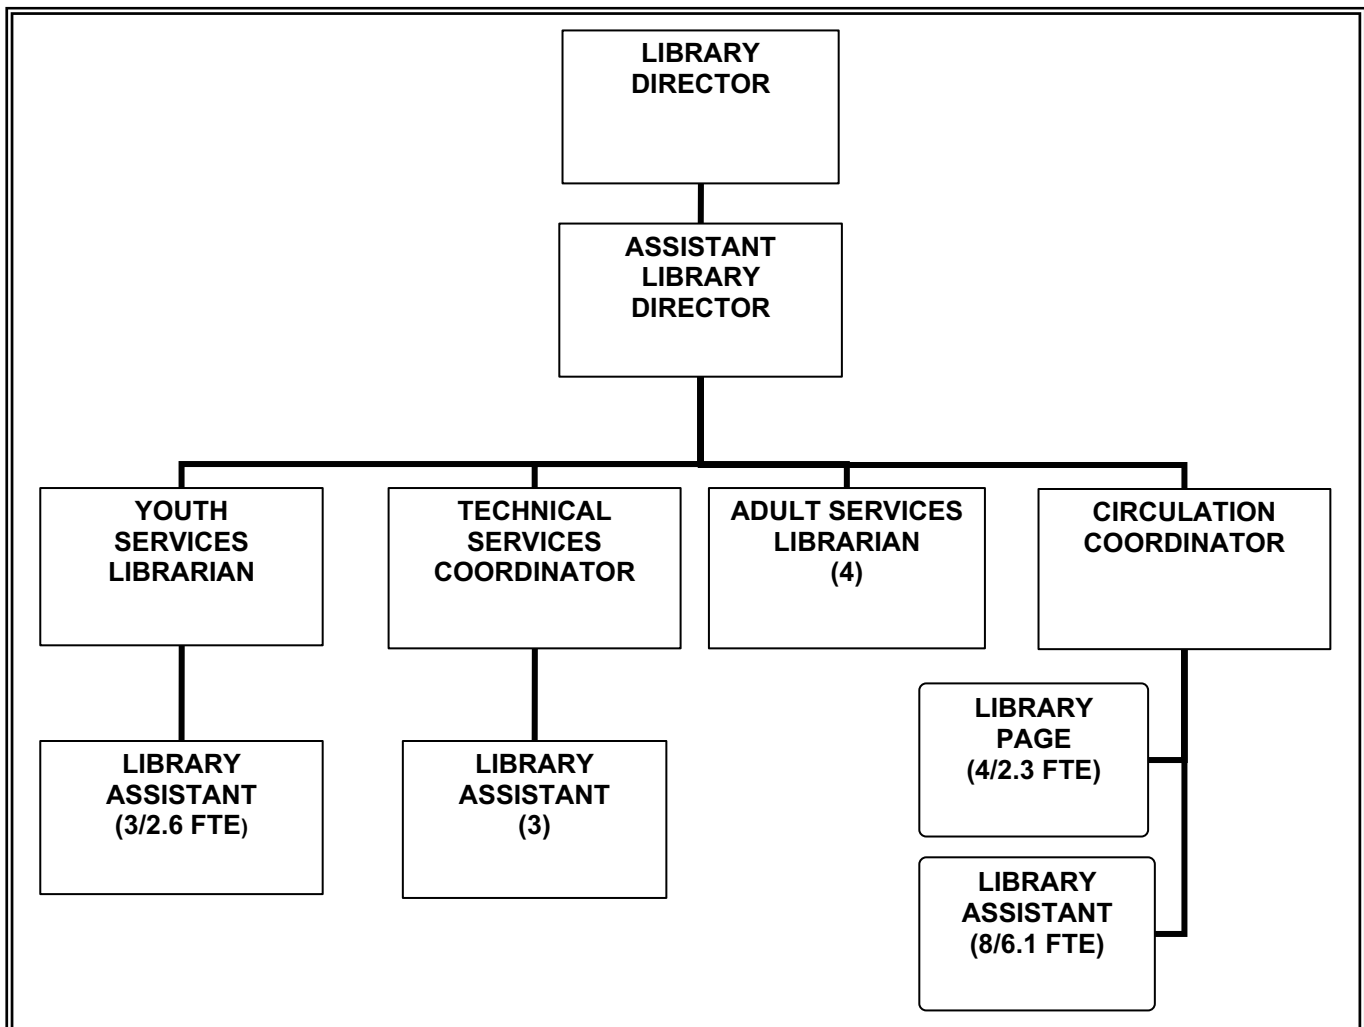 LIBRARY
DIRECTOR
ASSISTANT
LIBRARY
DIRECTOR
YOUTH
SERVICES
LIBRARIAN
TECHNICAL
SERVICES
COORDINATOR
ADULT SERVICES
LIBRARIAN
(4)
CIRCULATION
COORDINATOR
LIBRARY
ASSISTANT
(3/2.6 FTE)
LIBRARY
ASSISTANT
(3)
LIBRARY
PAGE
(4/2.3 FTE)
LIBRARY
ASSISTANT
(8/6.1 FTE)